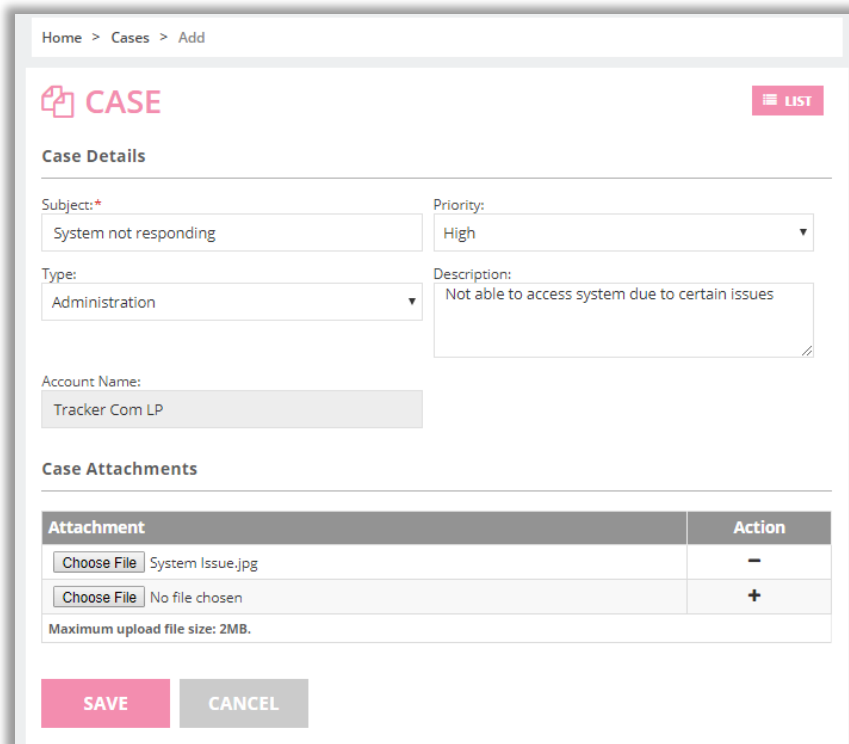 Home > Cases > Add
CASE
LIST
Case Details
Subject:*
Priority:
System not responding
High
Type:
Description:
Administration
Not able to access system due to certain issues
Account Name:
Tracker Com LP
Case Attachments
Attachment Action
Choose File System Issue.jpg
Choose File No file chosen
Maximum upload file size: 2MB.
SAVE CANCEL